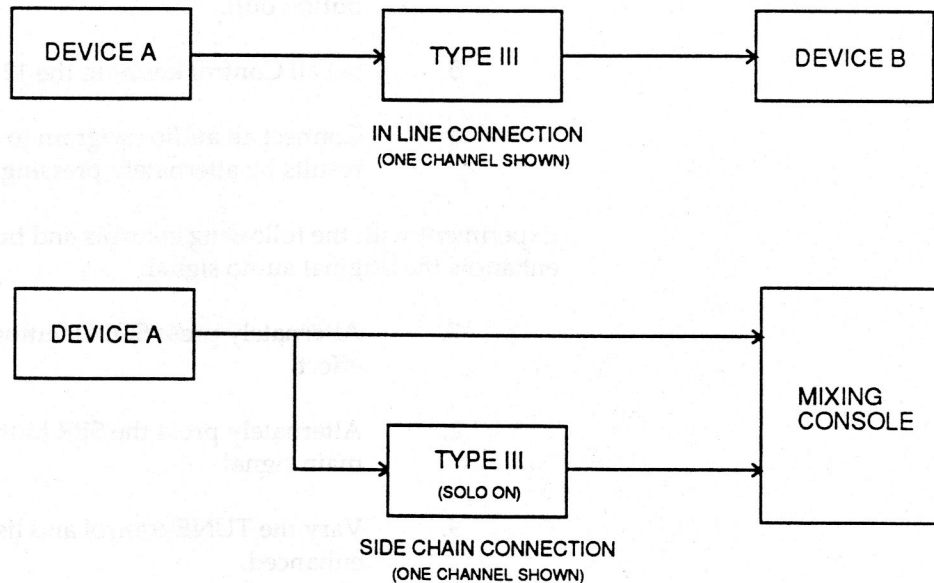 DEVICE A
TYPE III
DEVICE B
IN LINE CONNECTION
(ONE CHANNEL SHOWN)
DEVICE A
MIXING
CONSOLE
TYPE III
(SOLO ON)
SIDE CHAIN CONNECTION
(ONE CHANNEL SHOWN)